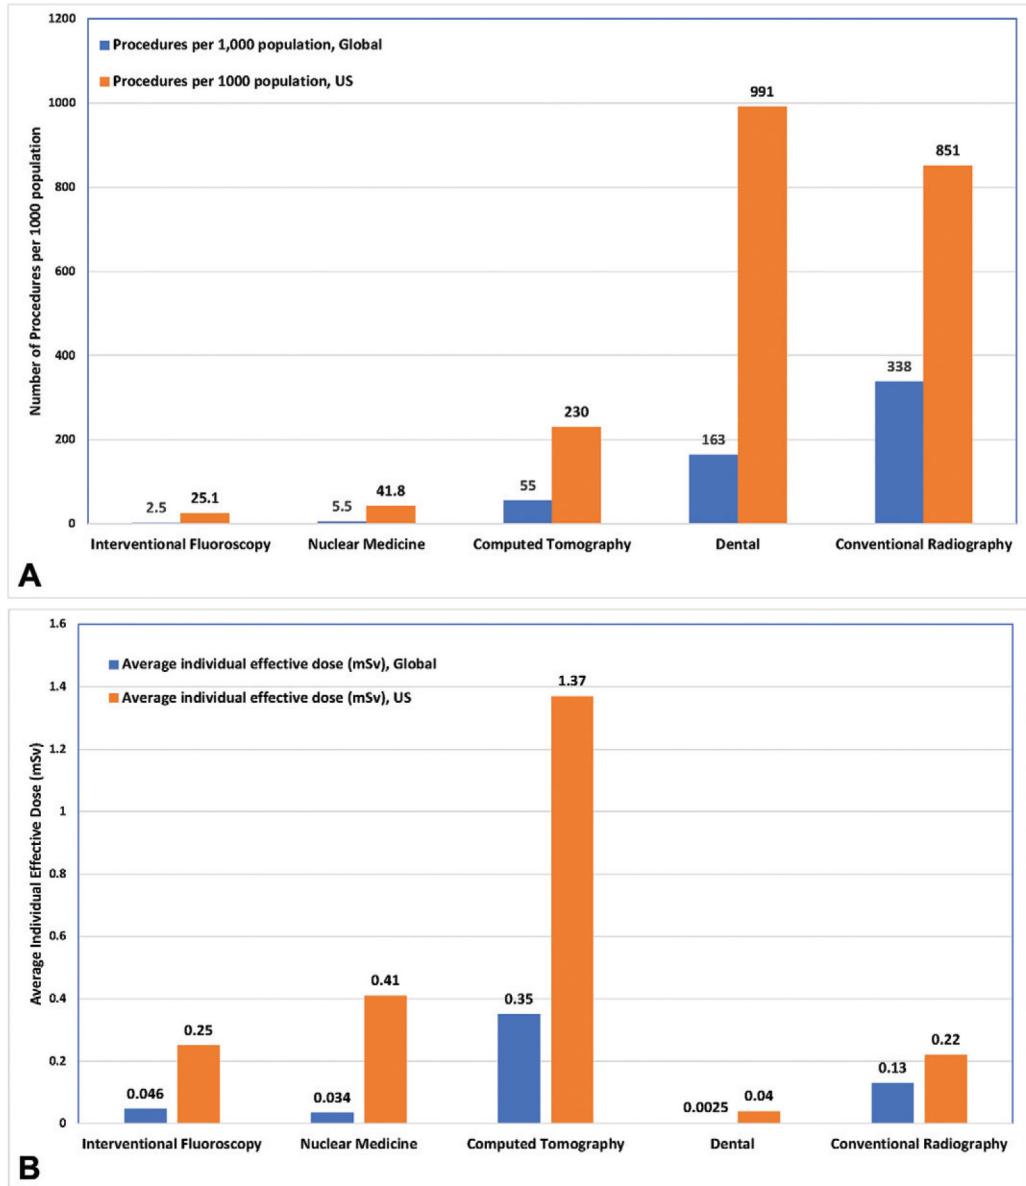 1200
Procedures per 1,000 population, Global
Procedures per 1000 population, US
1000
800
600
400
200
0
Number of Procedures per 1000 population
2.5
25.1
5.5
41.8
55
230
163
991
338
851
Interventional Fluoroscopy
Nuclear Medicine
Computed Tomography
Dental
Conventional Radiography
A
1.6
Average individual effective dose (mSv), Global
Average individual effective dose (mSv), US
1.4
1.2
1
0.8
0.6
0.4
0.2
0
Average Individual Effective Dose (mSv)
0.046
0.25
0.034
0.41
0.35
1.37
0.0025
0.04
0.13
0.22
Interventional Fluoroscopy
Nuclear Medicine
Computed Tomography
Dental
Conventional Radiography
B